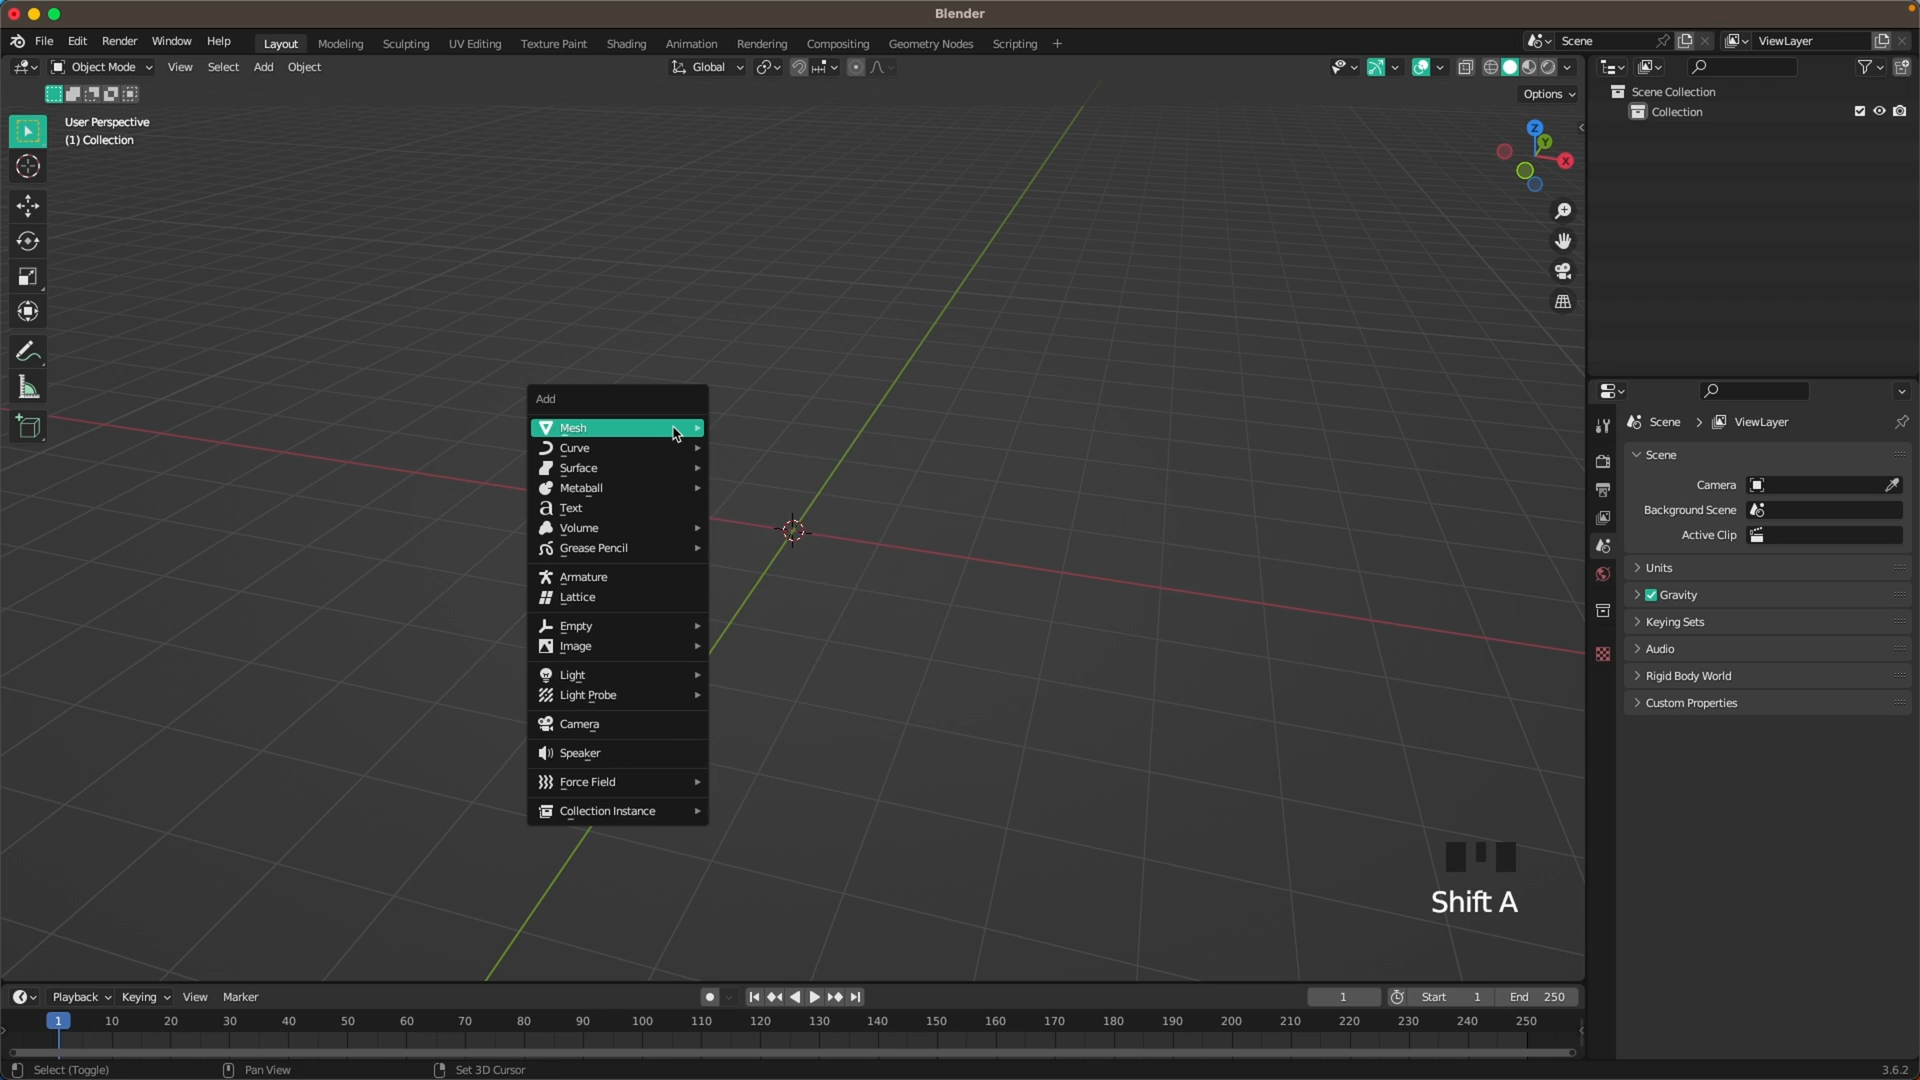 Blender
File Edit Render Window Help
Layout Modeling Sculpting UV Editing Texture Paint Shading Animation Rendering Compositing Geometry Nodes Scripting +
Scene ViewLayer
Object Mode View Select Add Object
Global
Options
User Perspective
(1) Collection
Z
Y
X
Scene Collection
Collection
Add
Mesh
Curve
Surface
Metaball
Text
Volume
Grease Pencil
Armature
Lattice
Empty
Image
Light
Light Probe
Camera
Speaker
Force Field
Collection Instance
Shift A
Scene > ViewLayer
Scene
Camera
Background Scene
Active Clip
Units
Gravity
Keying Sets
Audio
Rigid Body World
Custom Properties
Playback Keying View Marker
1 Start 1 End 250
1 10 20 30 40 50 60 70 80 90 100 110 120 130 140 150 160 170 180 190 200 210 220 230 240 250
Select (Toggle) Pan View Set 3D Cursor 3.6.2